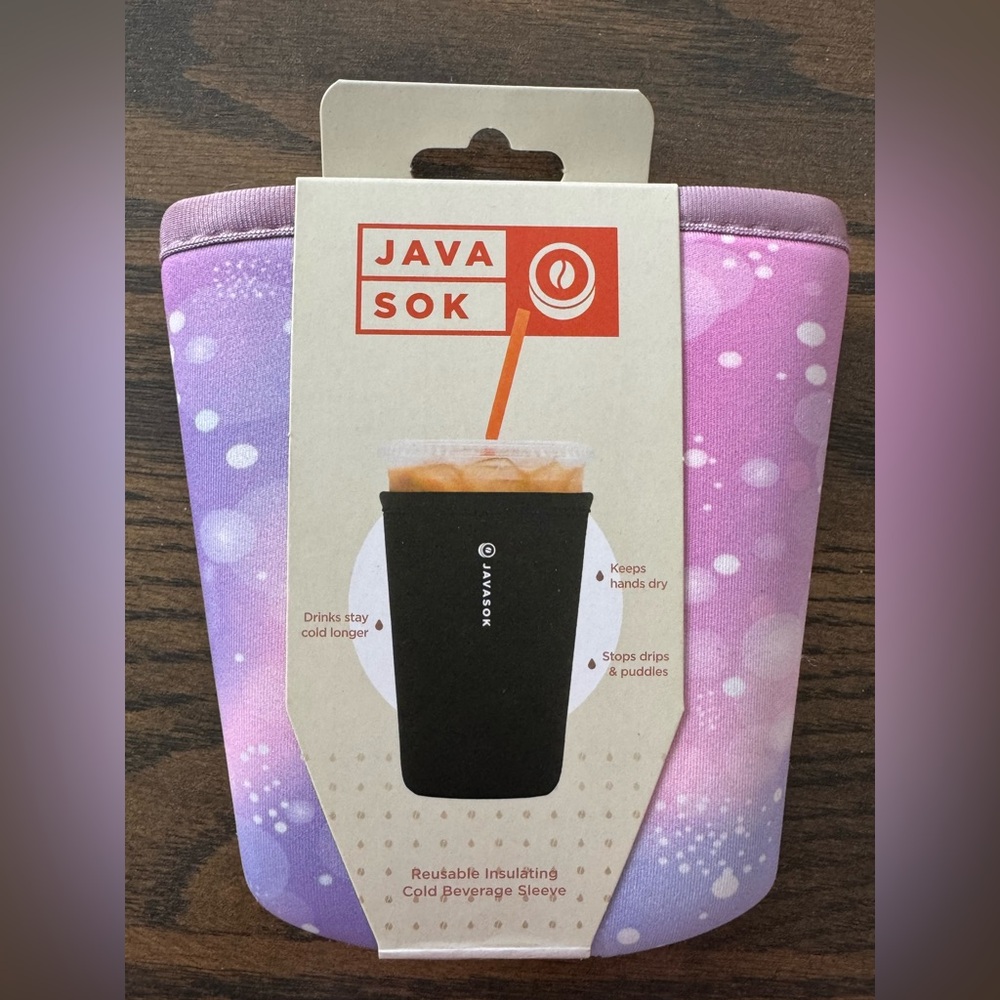 JAVA
SOK
JAVASOK
Keeps
hands dry
Drinks stay
cold longer
Stops drips
& puddles
Reusable Insulating
Cold Beverage Sleeve